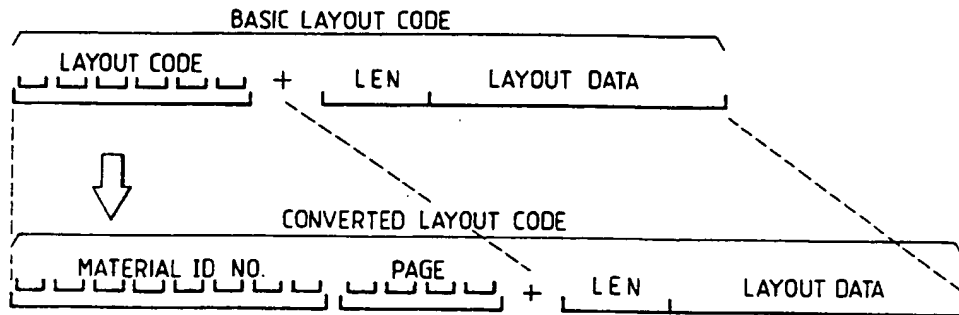 BASIC LAYOUT CODE
LAYOUT CODE + LEN LAYOUT DATA
CONVERTED LAYOUT CODE
MATERIAL ID NO. PAGE + LEN LAYOUT DATA